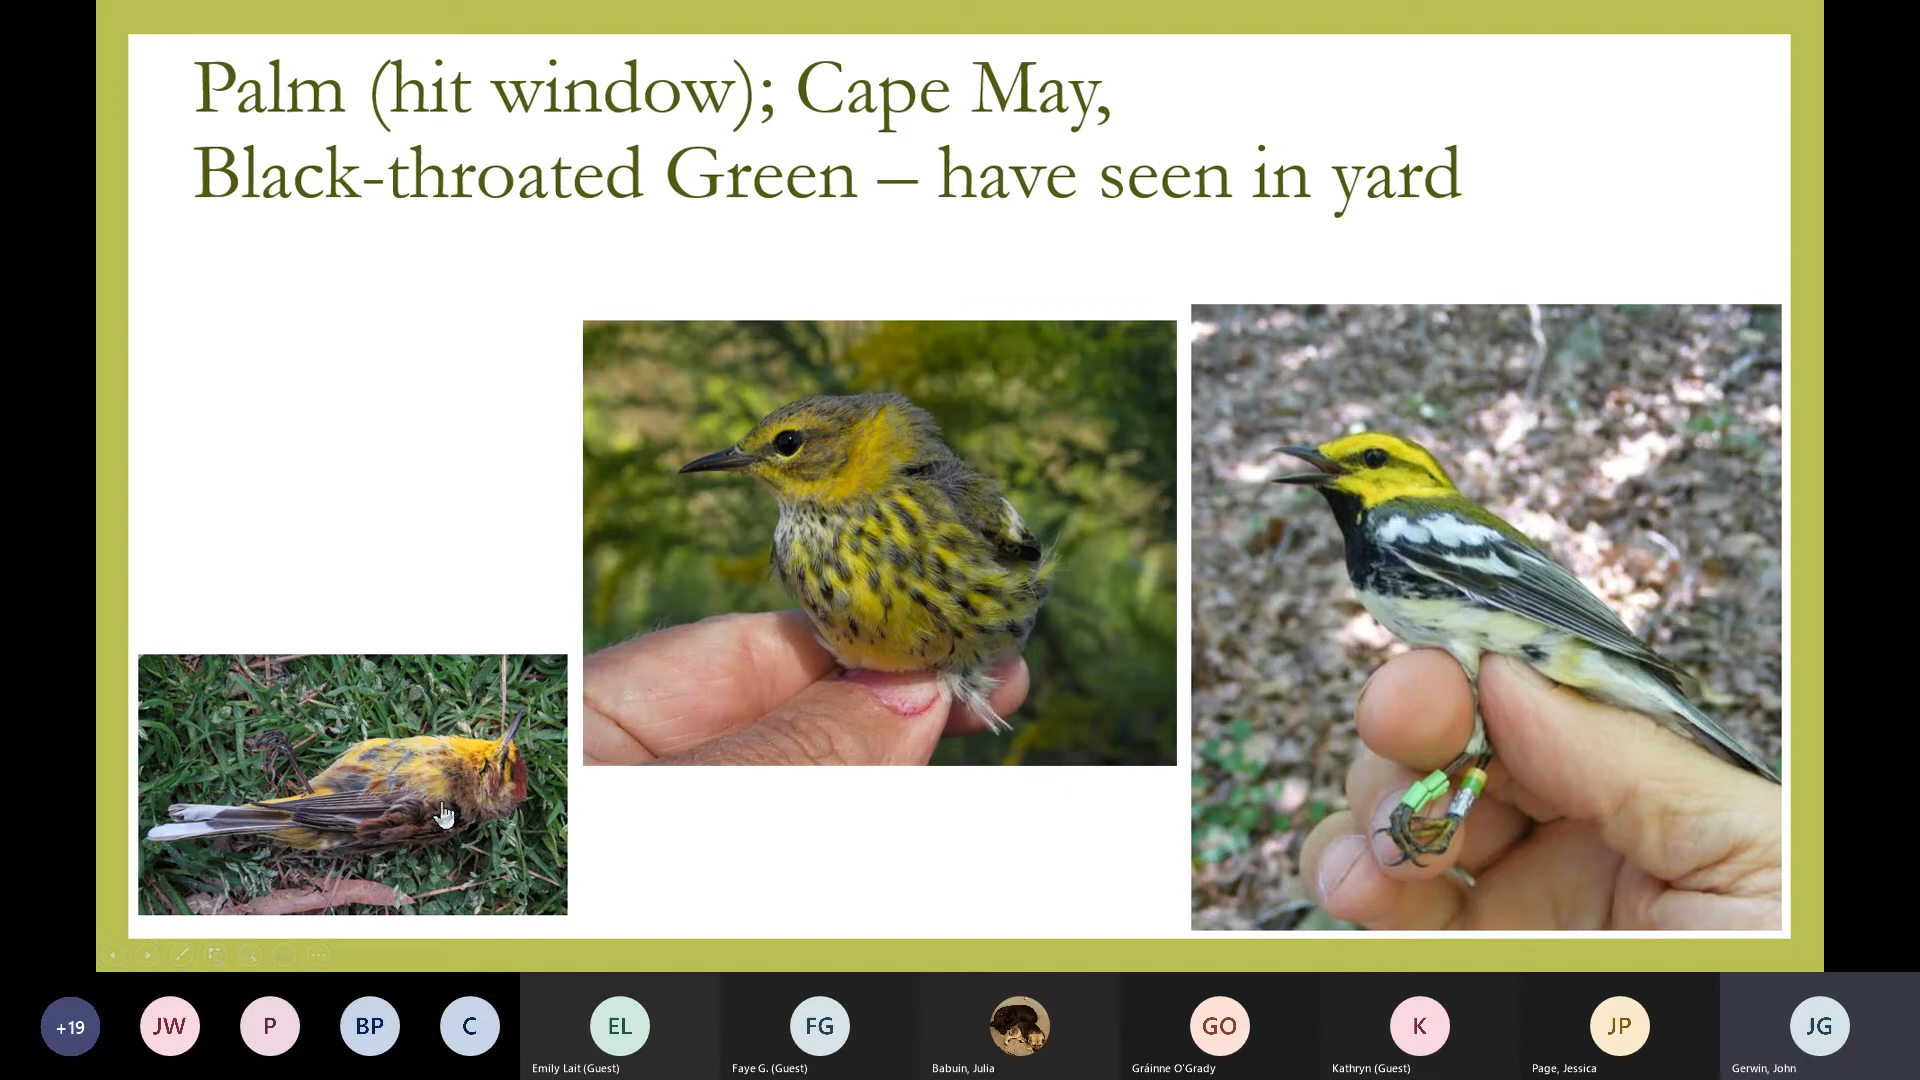 Palm (hit window); Cape May,
Black-throated Green – have seen in yard
+19
JW
P
BP
C
EL
FG
GO
K
JP
JG
Emily Lait (Guest)
Faye G. (Guest)
Babuin, Julia
Gráinne O'Grady
Kathryn (Guest)
Page, Jessica
Gerwin, John